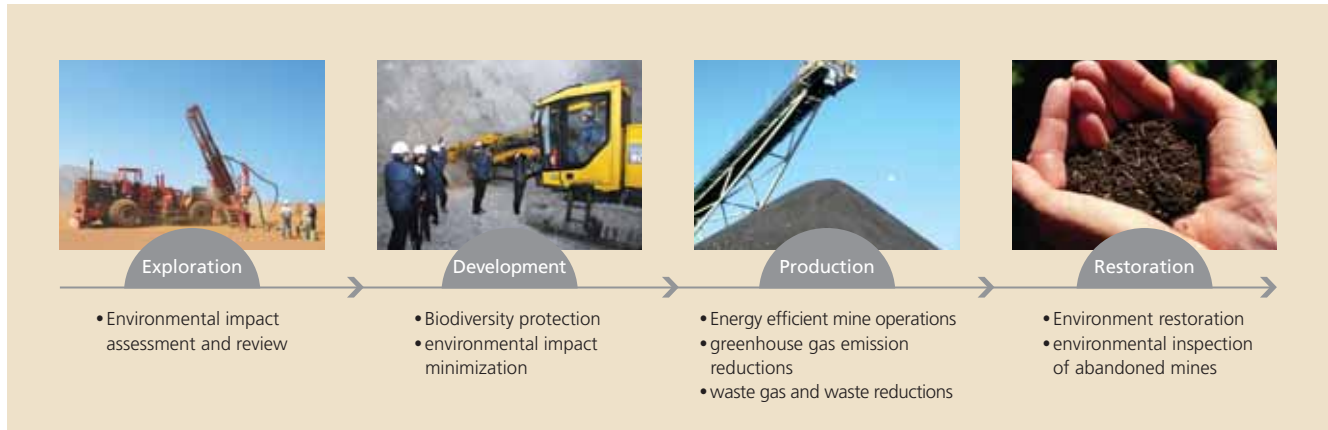 Exploration
• Environmental impact
assessment and review
Development
• Biodiversity protection
• environmental impact
minimization
Production
• Energy efficient mine operations
• greenhouse gas emission
reductions
• waste gas and waste reductions
Restoration
• Environment restoration
• environmental inspection
of abandoned mines